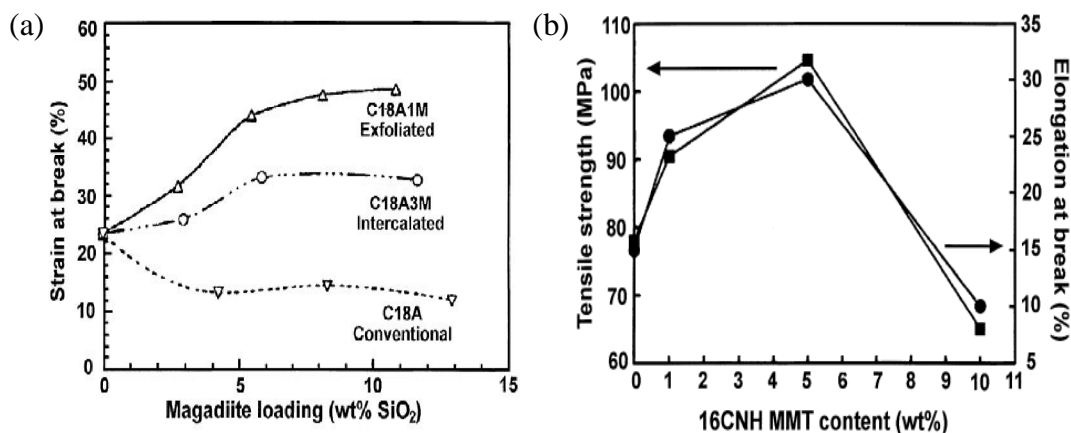 (a)
60
50
40
30
20
10
0
Strain at break (%)
C18A1M
Exfoliated
C18A3M
Intercalated
C18A
Conventional
0 5 10 15
Magadiite loading (wt% SiO₂)
(b)
110
100
90
80
70
60
Tensile strength (MPa)
35
30
25
20
15
10
5
Elongation at break (%)
0 1 2 3 4 5 6 7 8 9 10 11
16CNH MMT content (wt%)